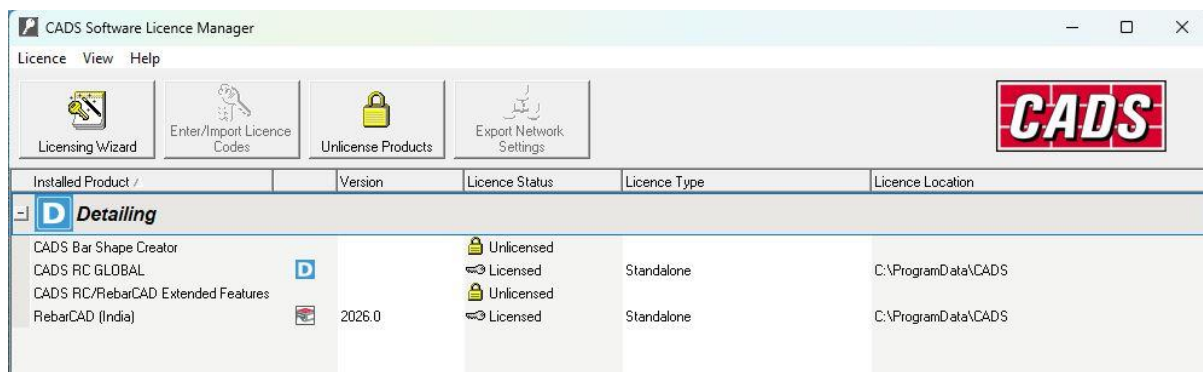 CADS Software Licence Manager
Licence View Help
Licensing Wizard
Enter/Import Licence
Codes
Unlicense Products
Export Network
Settings
CADS
Installed Product / Version Licence Status Licence Type Licence Location
D Detailing
CADS Bar Shape Creator Unlicensed
CADS RC GLOBAL D Licensed Standalone C:\ProgramData\CADS
CADS RC/RebarCAD Extended Features Unlicensed
RebarCAD (India) 2026.0 Licensed Standalone C:\ProgramData\CADS